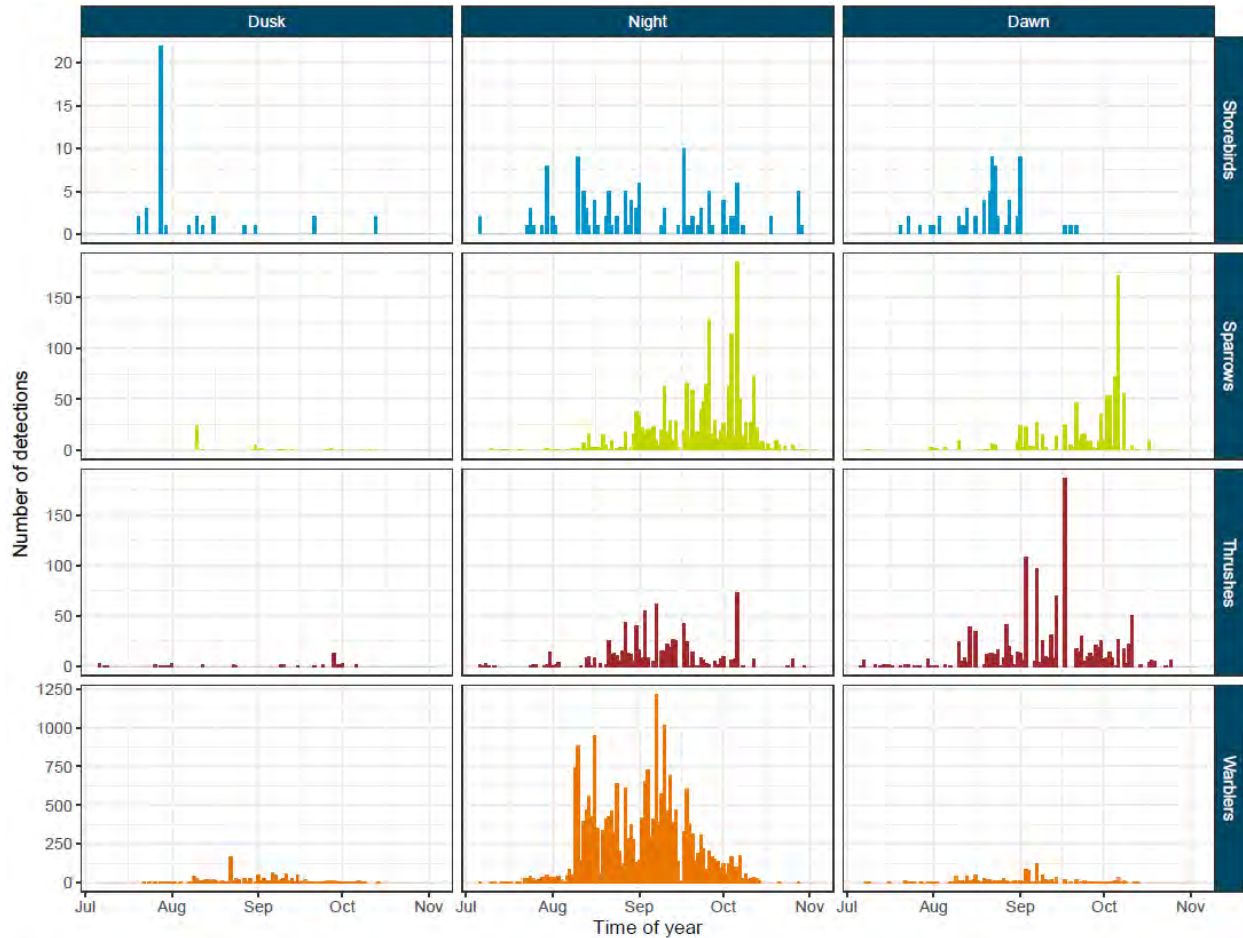 Dusk
Night
Dawn
Number of detections
20
15
10
5
0
Shorebirds
150
100
50
0
Sparrows
150
100
50
0
Thrushes
1250
1000
750
500
250
0
Warblers
Jul Aug Sep Oct Nov
Jul Aug Sep Oct Nov
Jul Aug Sep Oct Nov
Time of year